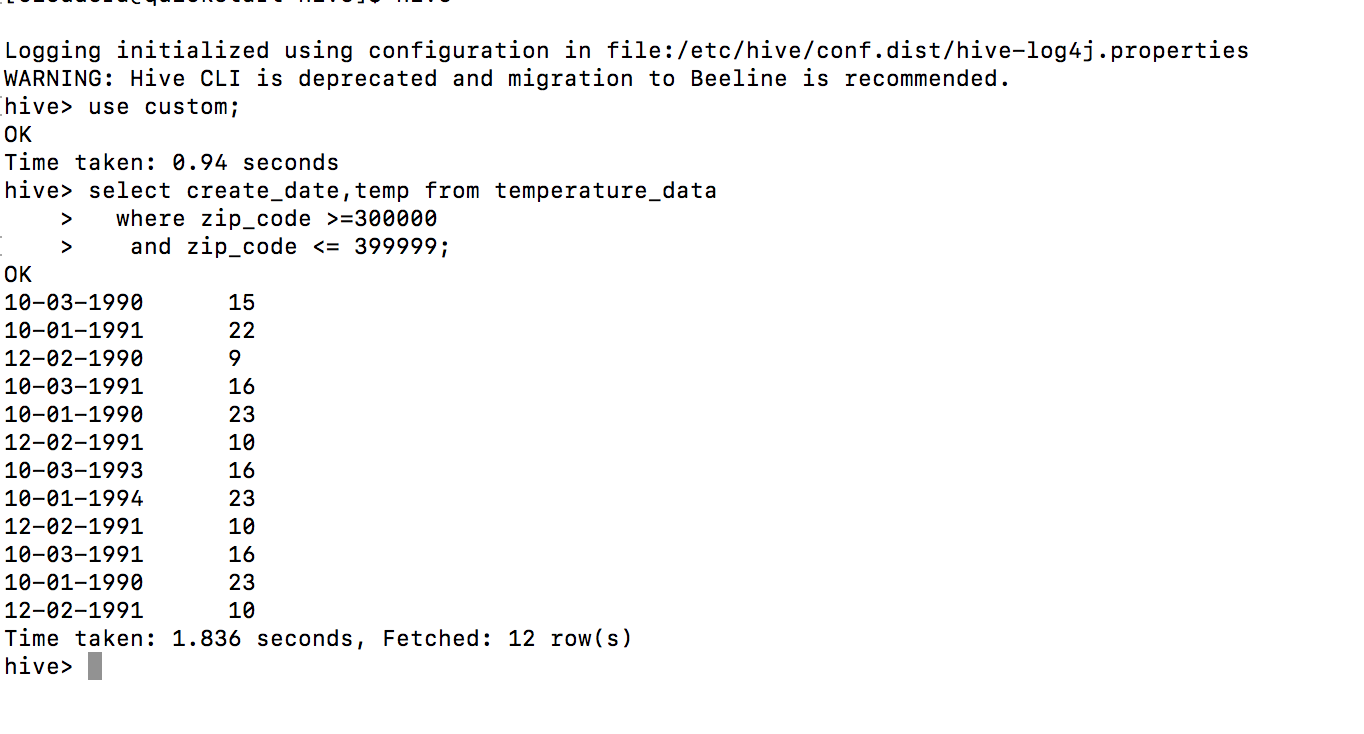 Logging initialized using configuration in file:/etc/hive/conf.dist/hive-log4j.properties
WARNING: Hive CLI is deprecated and migration to Beeline is recommended.
hive> use custom;
OK
Time taken: 0.94 seconds
hive> select create_date,temp from temperature_data
    >   where zip_code >=300000
    >    and zip_code <= 399999;
OK
10-03-1990      15
10-01-1991      22
12-02-1990      9
10-03-1991      16
10-01-1990      23
12-02-1991      10
10-03-1993      16
10-01-1994      23
12-02-1991      10
10-03-1991      16
10-01-1990      23
12-02-1991      10
Time taken: 1.836 seconds, Fetched: 12 row(s)
hive>